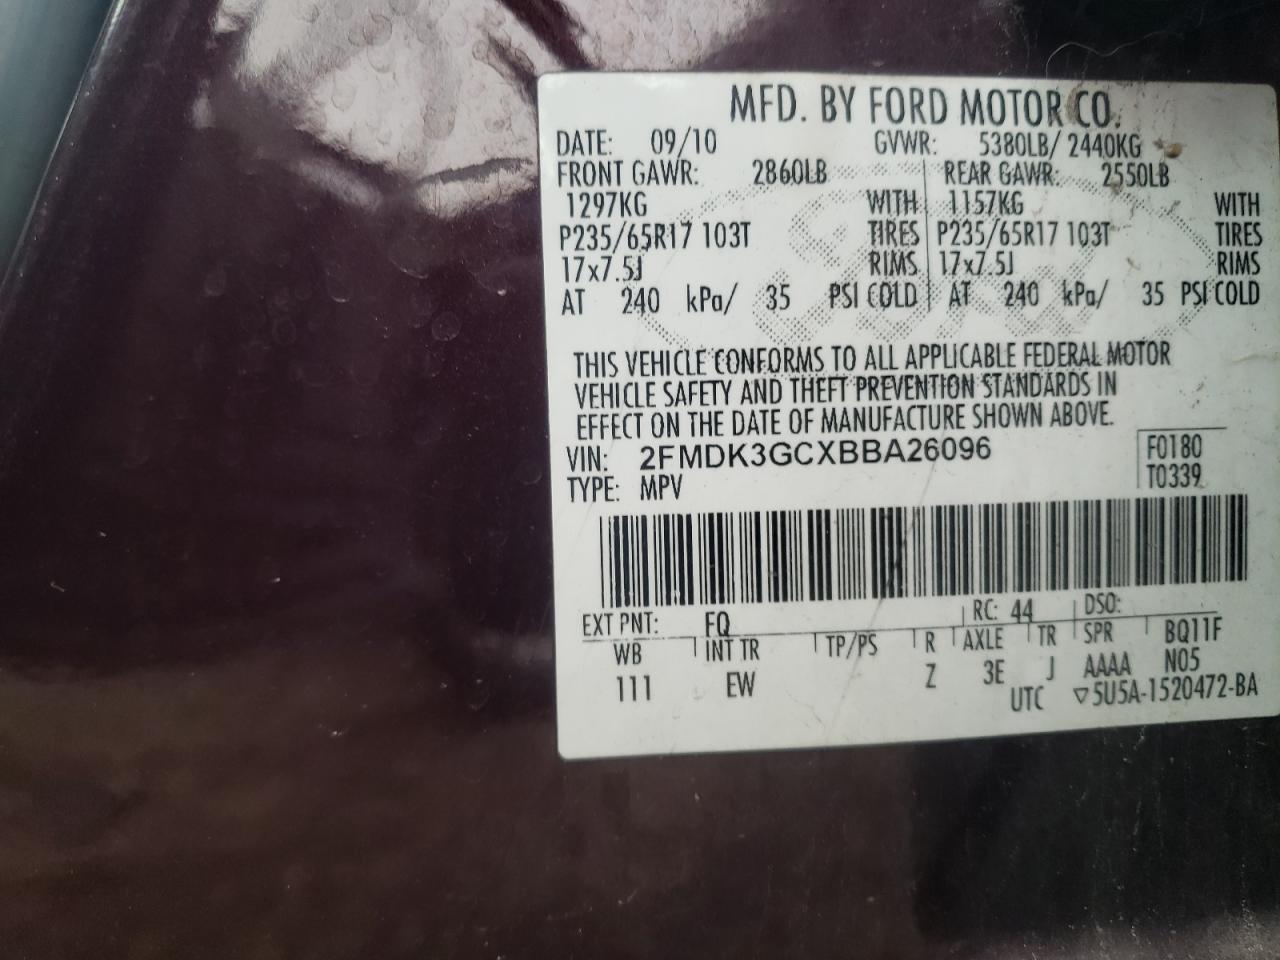 MFD. BY FORD MOTOR CO.
DATE: 09/10 GVWR: 5380LB/ 2440KG
FRONT GAWR: 2860LB REAR GAWR: 2550LB
1297KG WITH 1157KG WITH
P235/65R17 103T TIRES P235/65R17 103T TIRES
17x7.5J RIMS 17x7.5J RIMS
AT 240 kPa/ 35 PSI COLD AT 240 kPa/ 35 PSI COLD
THIS VEHICLE CONFORMS TO ALL APPLICABLE FEDERAL MOTOR
VEHICLE SAFETY AND THEFT PREVENTION STANDARDS IN
EFFECT ON THE DATE OF MANUFACTURE SHOWN ABOVE.
VIN: 2FMDK3GCXBBA26096 F0180
TYPE: MPV T0339
EXT PNT: FQ RC: 44 DSO:
WB INT TR TP/PS R AXLE TR SPR BQ11F
111 EW Z 3E J AAAA N05
UTC ▽5U5A-1520472-BA